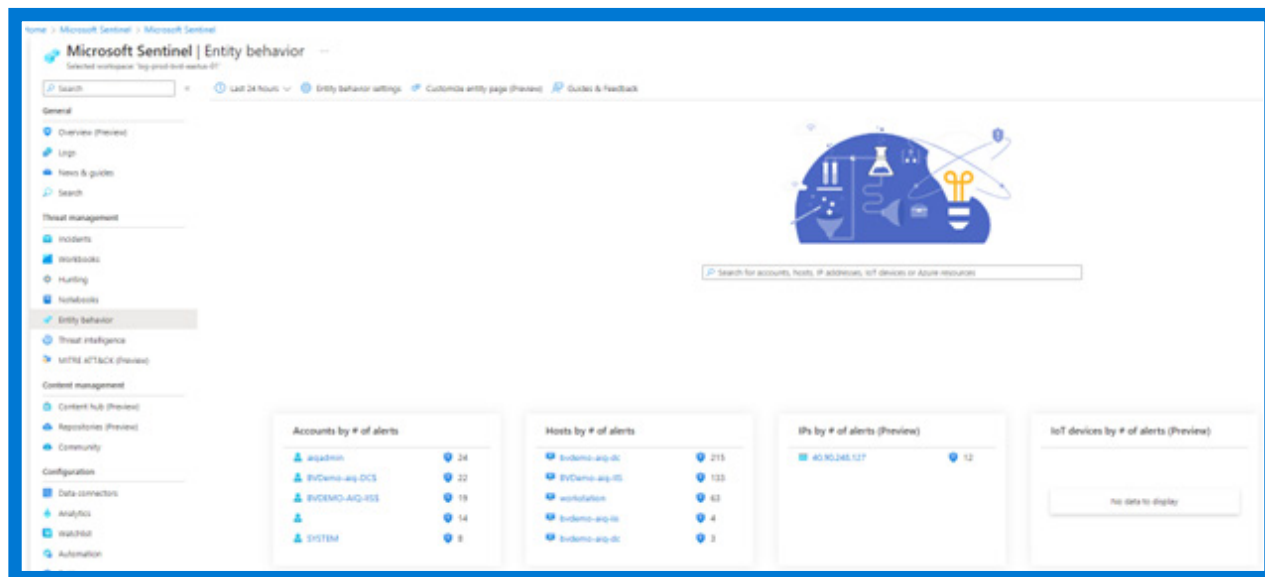 Home > Microsoft Sentinel > Microsoft Sentinel
Microsoft Sentinel | Entity behavior ...
Selected workspace:
Search
Last 24 hours
Entity behavior settings
Customize entity page (Preview)
Guides & Feedback
General
Overview (Preview)
Logs
News & guides
Search
Threat management
Incidents
Workbooks
Hunting
Notebooks
Entity behavior
Threat intelligence
MITRE ATT&CK (Preview)
Content management
Content hub (Preview)
Repositories (Preview)
Community
Configuration
Data connectors
Analytics
Watchlist
Automation
Search for accounts, hosts, IP addresses, IoT devices or Azure resources
Accounts by # of alerts
aiqadmin 24
BVDemo-aiq-DC$ 22
BVDEMO-AIQ-IIS$ 19
14
SYSTEM 8
Hosts by # of alerts
bvdemo-aiq-dc 215
BVDemo-aiq-IIS 133
workstation 63
bvdemo-aiq-iis 4
bvdemo-aiq-dc 3
IPs by # of alerts (Preview)
40.90.245.127 12
IoT devices by # of alerts (Preview)
No data to display